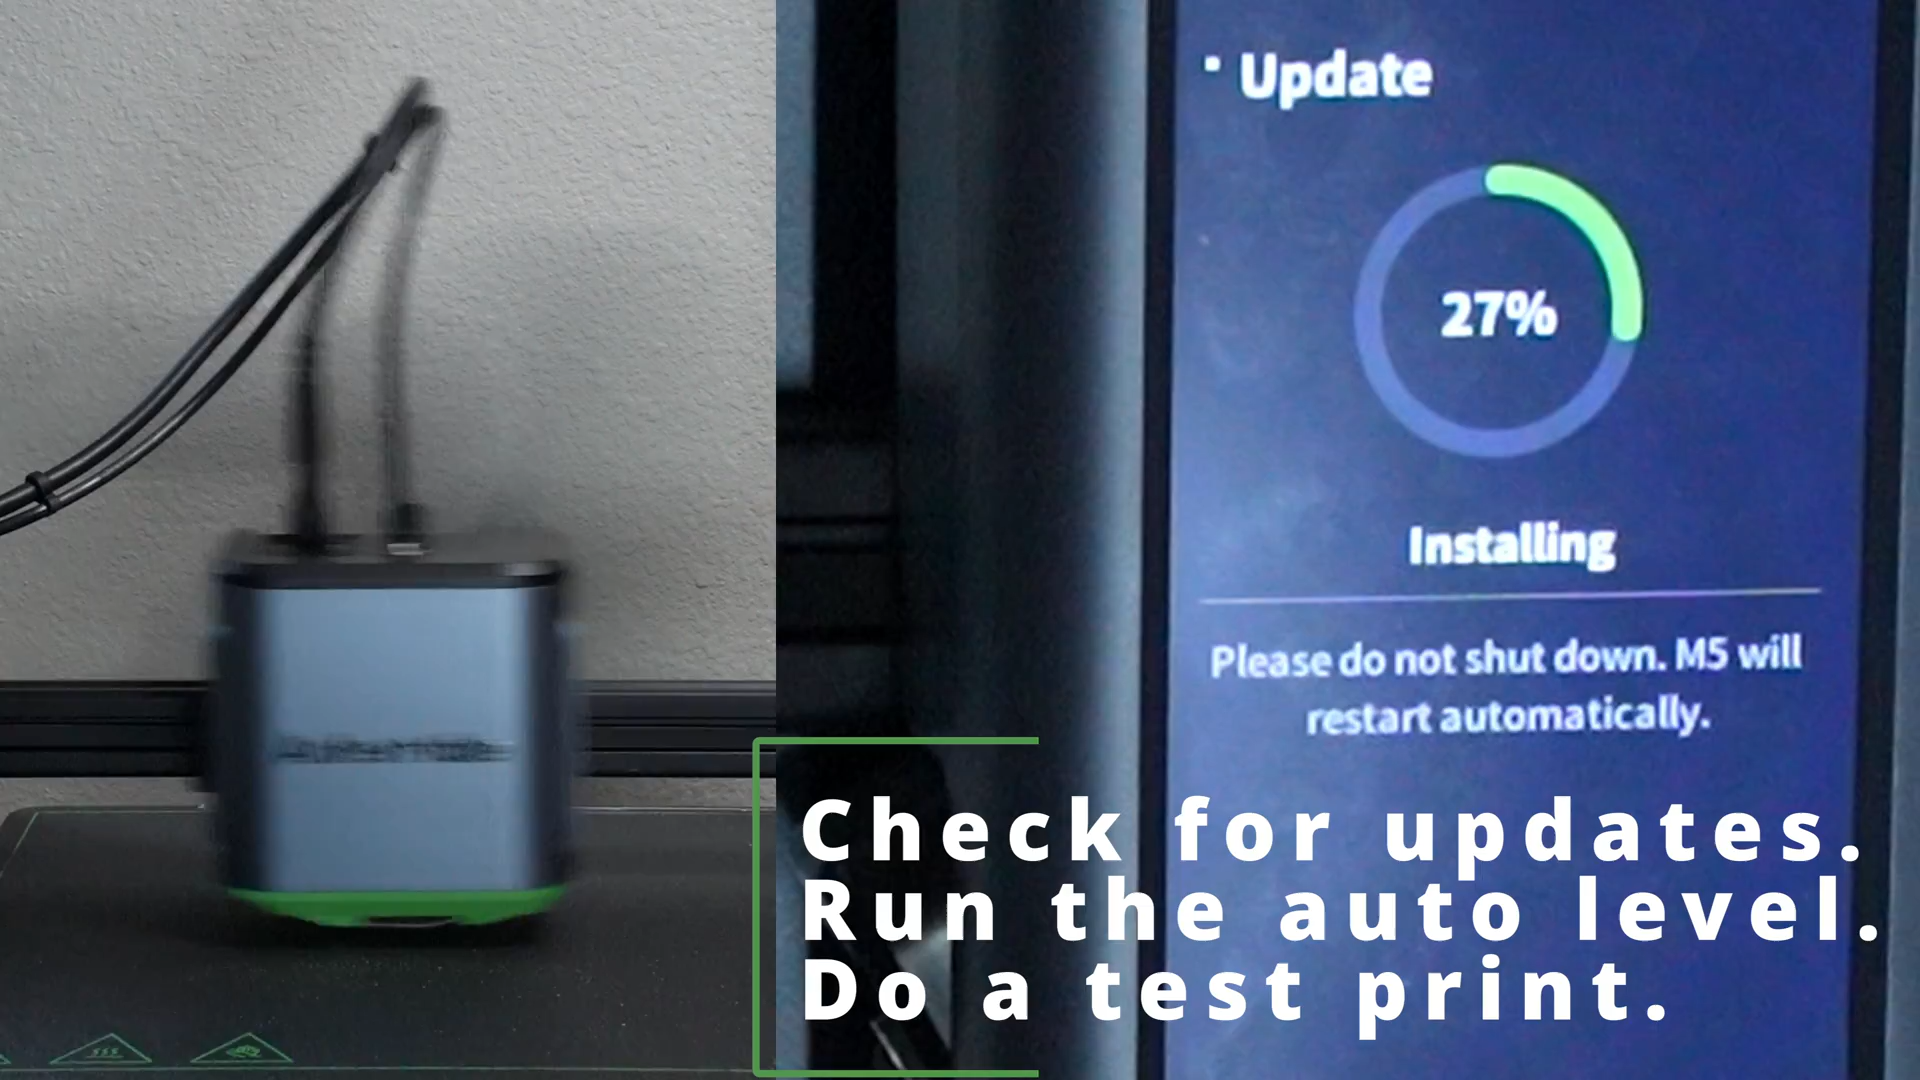 Update
27%
Installing
Please do not shut down. M5 will
restart automatically.
Check for updates.
Run the auto level.
Do a test print.